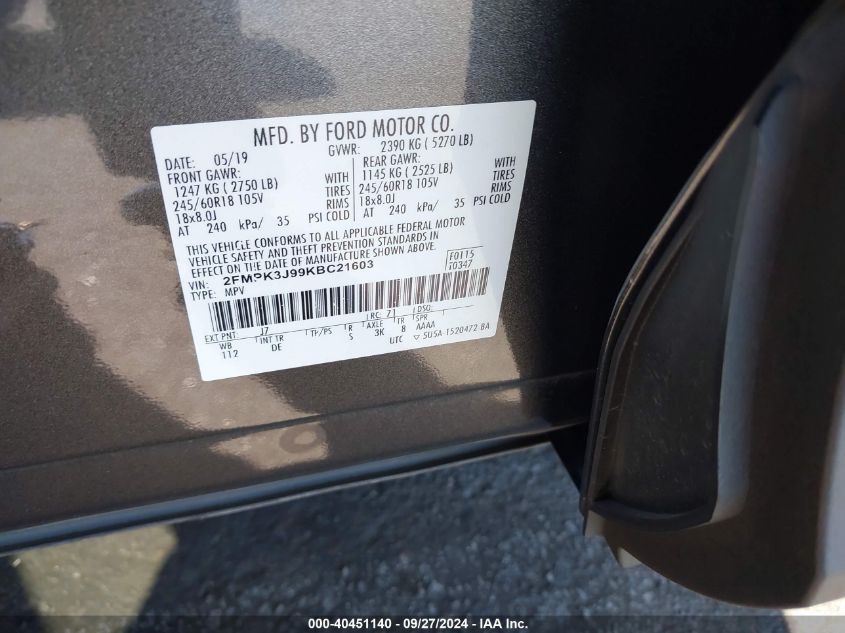 MFD. BY FORD MOTOR CO.
DATE: 05/19 GVWR: 2390 KG ( 5270 LB)
FRONT GAWR: REAR GAWR:
1247 KG ( 2750 LB) WITH 1145 KG ( 2525 LB) WITH
245/60R18 105V TIRES 245/60R18 105V TIRES
18x8.0J RIMS 18x8.0J RIMS
AT 240 kPa/ 35 PSI COLD AT 240 kPa/ 35 PSI COLD
THIS VEHICLE CONFORMS TO ALL APPLICABLE FEDERAL MOTOR
VEHICLE SAFETY AND THEFT PREVENTION STANDARDS IN
EFFECT ON THE DATE OF MANUFACTURE SHOWN ABOVE.
VIN: 2FMPK3J99KBC21603 F0115
TYPE: MPV T0347
EXT PNT: J7 RC: 71 DSO:
WB INT TR TP/PS R AXLE TR SPR
112 DE S 3K 8 AAAA
UTC ▽ SU5A-1520472-BA
000-40451140 - 09/27/2024 - IAA Inc.